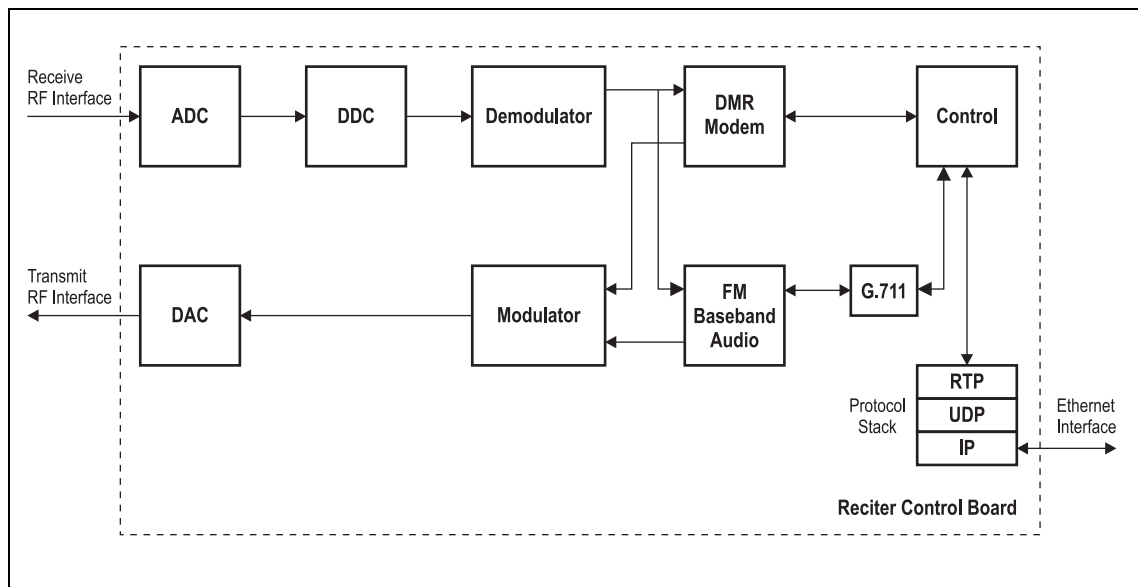 Receive
RF Interface
ADC
DDC
Demodulator
DMR
Modem
Control
Transmit
RF Interface
DAC
Modulator
FM
Baseband
Audio
G.711
Protocol
Stack
RTP
UDP
IP
Ethernet
Interface
Reciter Control Board